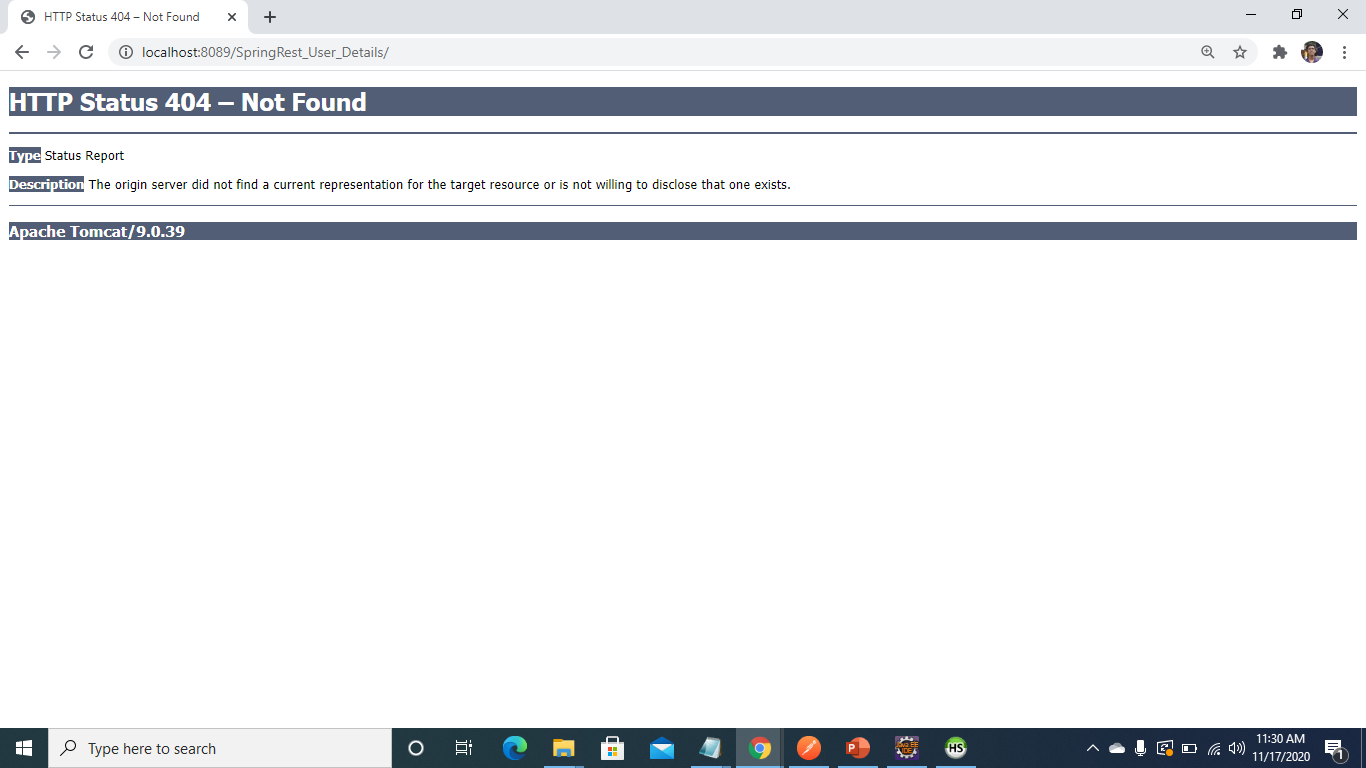 HTTP Status 404 – Not Found
localhost:8089/SpringRest_User_Details/
HTTP Status 404 – Not Found
Type Status Report
Description The origin server did not find a current representation for the target resource or is not willing to disclose that one exists.
Apache Tomcat/9.0.39
Type here to search
P
HS
11:30 AM
11/17/2020
1